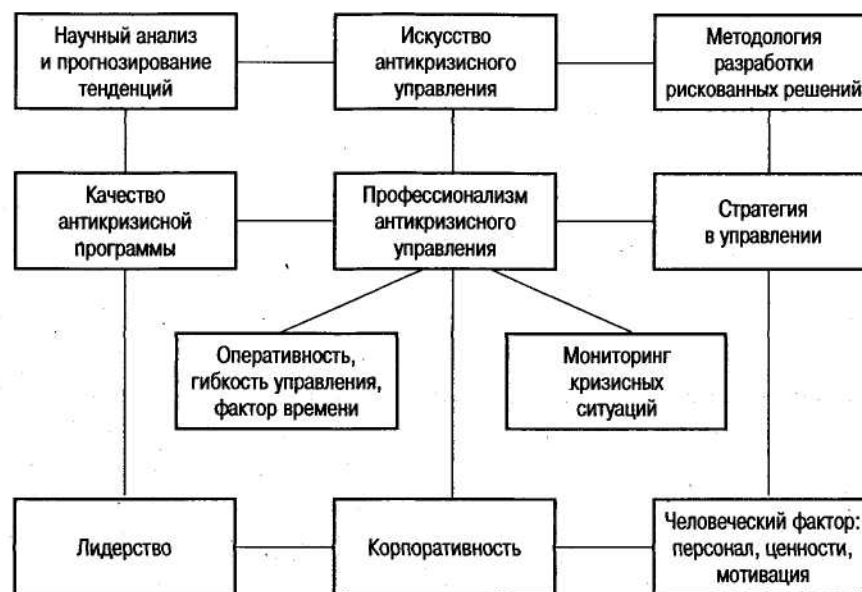 Научный анализ
и прогнозирование
тенденций
Искусство
антикризисного
управления
Методология
разработки
рискованных решений
Качество
антикризисной
программы
Профессионализм
антикризисного
управления
Стратегия
в управлении
Оперативность,
гибкость управления,
фактор времени
Мониторинг
кризисных
ситуаций
Лидерство
Корпоративность
Человеческий фактор:
персонал, ценности,
мотивация